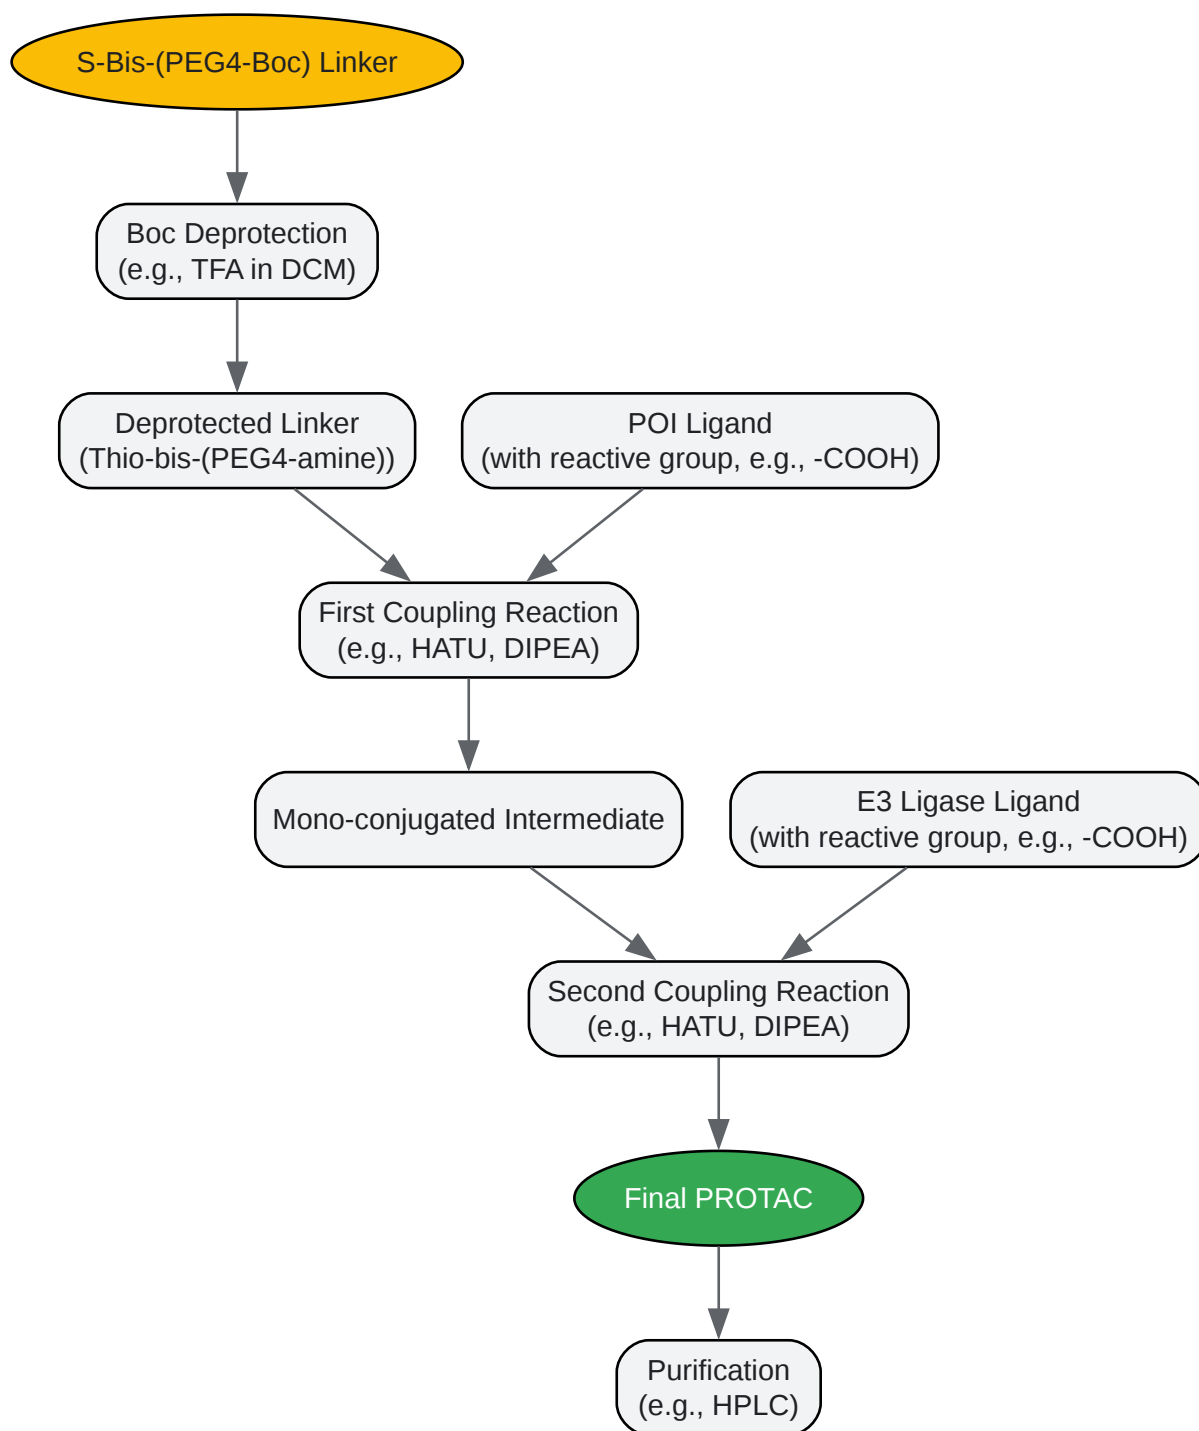 S-Bis-(PEG4-Boc) Linker
Boc Deprotection
(e.g., TFA in DCM)
Deprotected Linker
(Thio-bis-(PEG4-amine))
POI Ligand
(with reactive group, e.g., -COOH)
First Coupling Reaction
(e.g., HATU, DIPEA)
Mono-conjugated Intermediate
E3 Ligase Ligand
(with reactive group, e.g., -COOH)
Second Coupling Reaction
(e.g., HATU, DIPEA)
Final PROTAC
Purification
(e.g., HPLC)